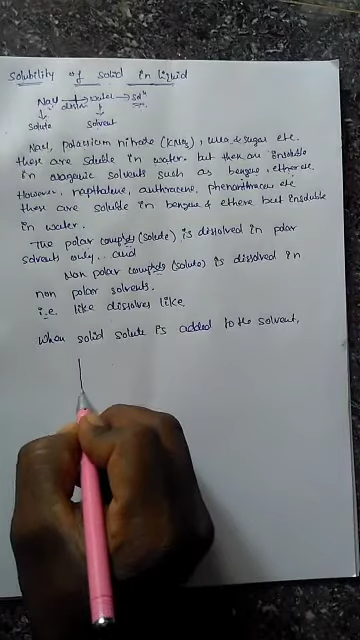 Solubility of solid in liquid
NaCl + water → Solⁿ
Solute solvent
NaCl, potassium nitrate (KNO₃), urea & sugar etc.
these are soluble in water. but then are insoluble
in organic solvents such as benzene, ether etc.
However, napthalene, anthracene, phenanthracen etc.
these are soluble in benzene & ethere but insoluble
in water.
The polar compds (solute) is dissolved in polar
solvents only.. and
Non polar compds (solute) is dissolved in
non polar solvents.
i.e. like dissolves like.
When solid solute is added to the solvent,